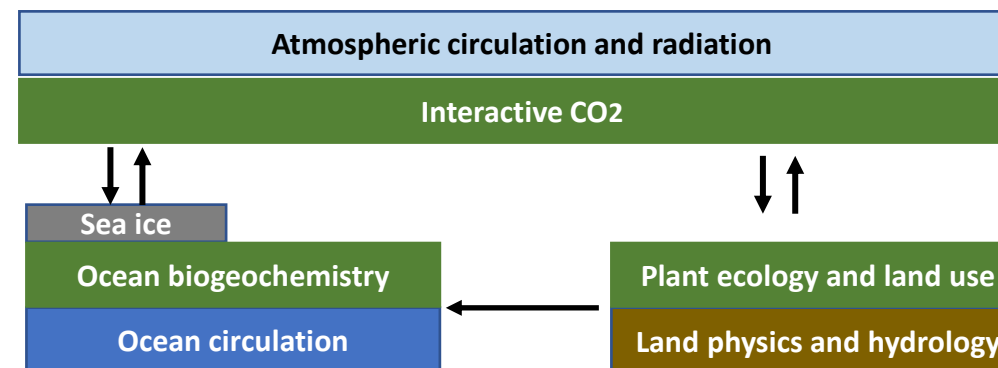 Atmospheric circulation and radiation
Interactive CO2
Sea ice
Ocean biogeochemistry
Plant ecology and land use
Ocean circulation
Land physics and hydrology